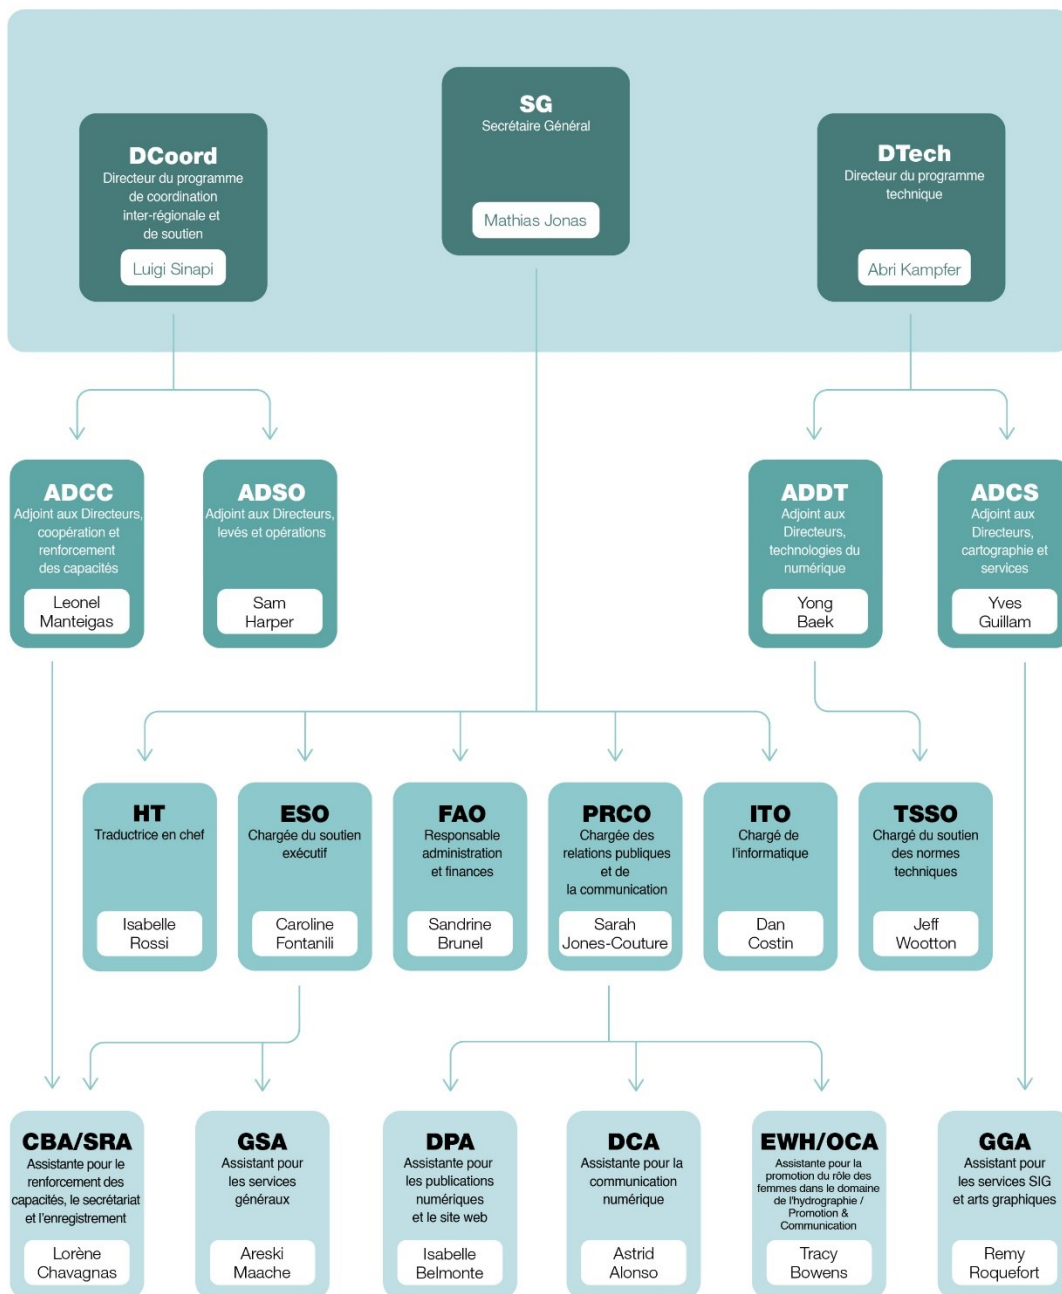 SG
Secrétaire Général
Mathias Jonas
DCoord
Directeur du programme
de coordination
inter-régionale et
de soutien
Luigi Sinapi
DTech
Directeur du programme
technique
Abri Kampfer
ADCC
Adjoint aux Directeurs,
coopération et
renforcement
des capacités
Leonel
Manteigas
ADSO
Adjoint aux Directeurs,
levés et opérations
Sam
Harper
ADDT
Adjoint aux
Directeurs,
technologies du
numérique
Yong
Baek
ADCS
Adjoint aux
Directeurs,
cartographie et
services
Yves
Guillam
HT
Traductrice en chef
Isabelle
Rossi
ESO
Chargée du soutien
exécutif
Caroline
Fontanili
FAO
Responsable
administration
et finances
Sandrine
Brunel
PRCO
Chargée des
relations publiques
et de
la communication
Sarah
Jones-Couture
ITO
Chargé de
l'informatique
Dan
Costin
TSSO
Chargé du soutien
des normes
techniques
Jeff
Wootton
CBA/SRA
Assistante pour le
renforcement des
capacités, le secrétariat
et l'enregistrement
Lorène
Chavagnas
GSA
Assistant pour
les services
généraux
Areski
Maache
DPA
Assistante pour
les publications
numériques
et le site web
Isabelle
Belmonte
DCA
Assistante pour la
communication
numérique
Astrid
Alonso
EWH/OCA
Assistante pour la
promotion du rôle des
femmes dans le domaine
de l'hydrographie /
Promotion &
Communication
Tracy
Bowens
GGA
Assistant pour
les services SIG
et arts graphiques
Remy
Roquefort